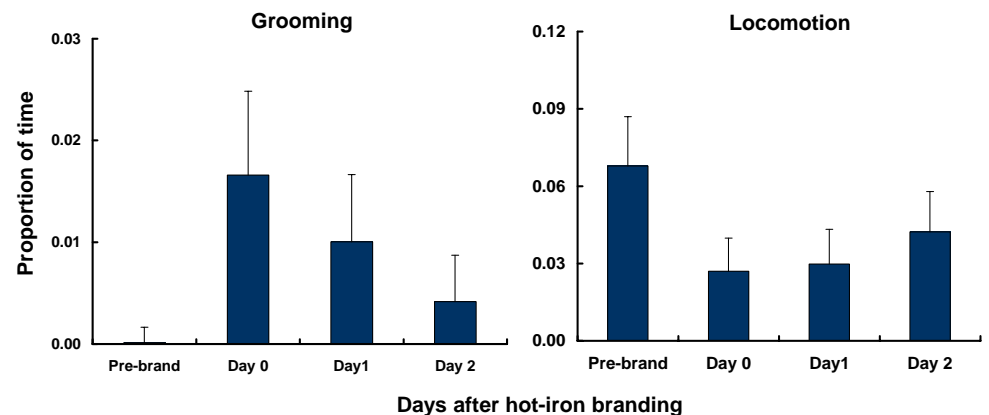 Grooming
Locomotion
Proportion of time
0.03
0.02
0.01
0.00
Pre-brand Day 0 Day1 Day 2
0.12
0.09
0.06
0.03
0.00
Pre-brand Day 0 Day1 Day 2
Days after hot-iron branding